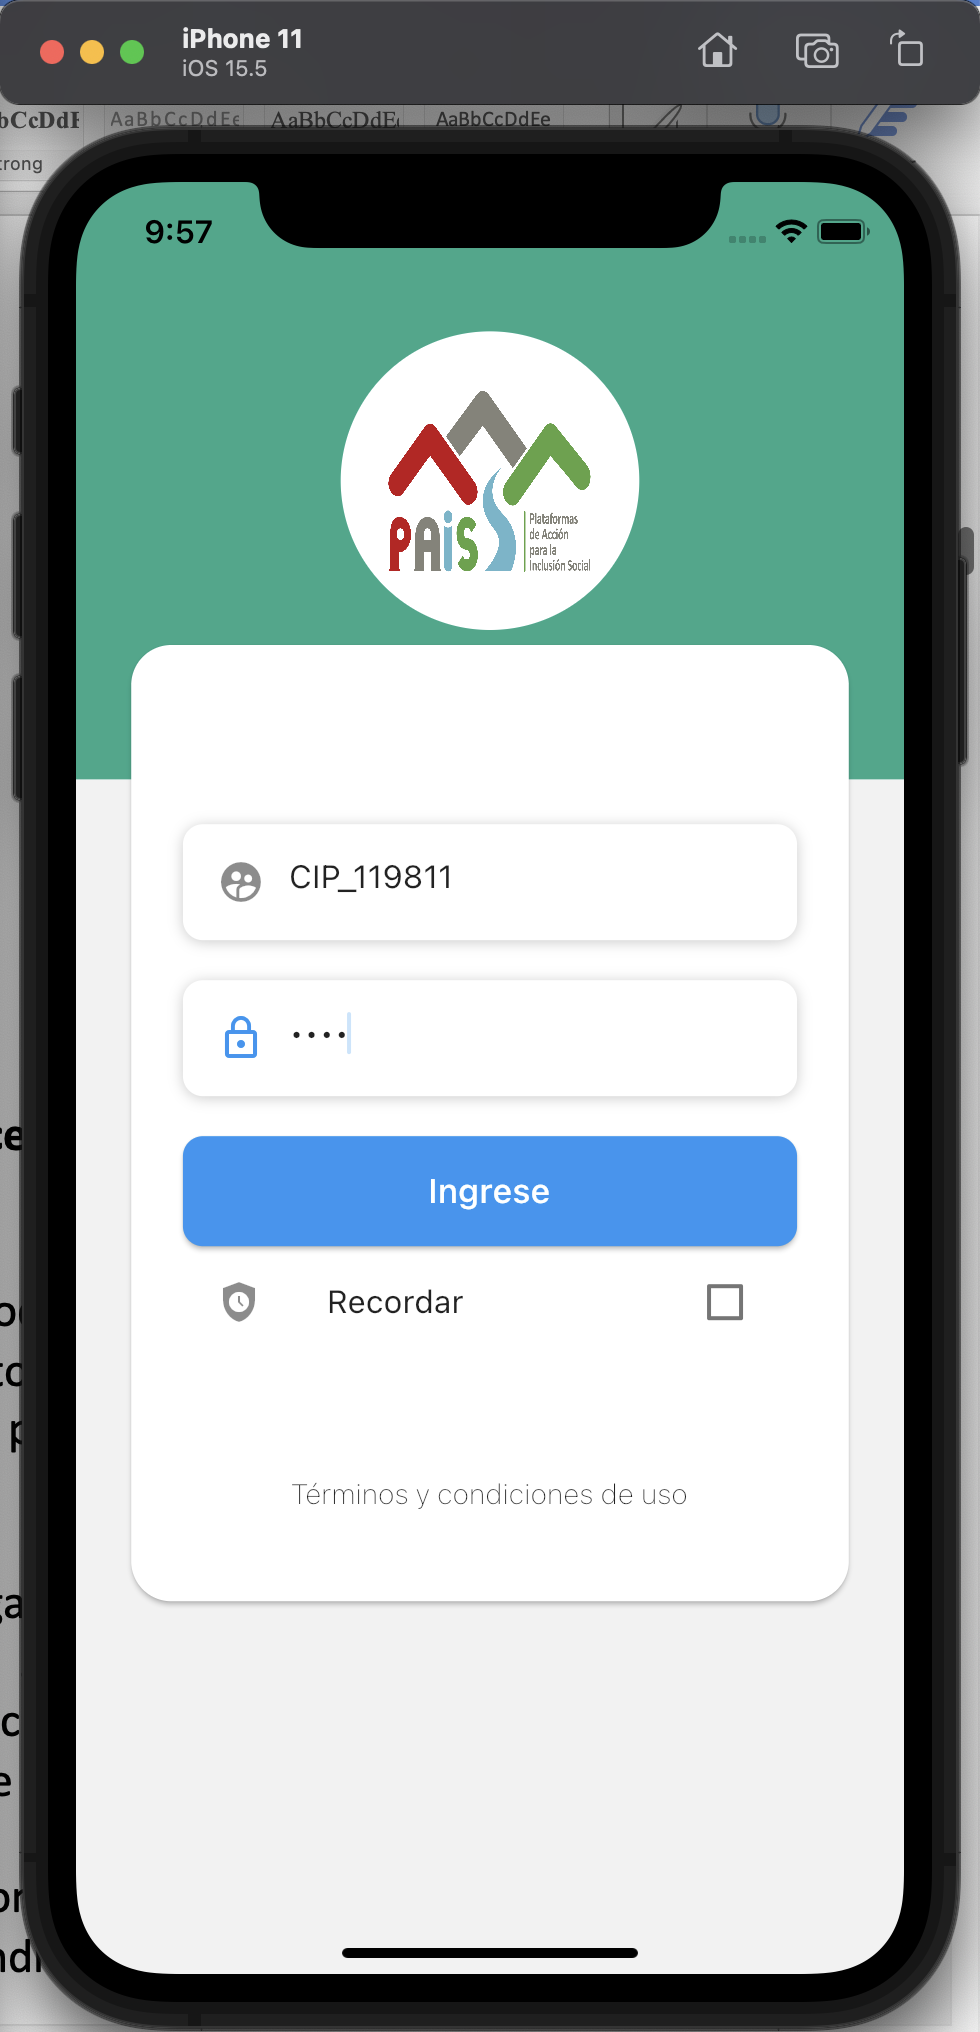 iPhone 11
iOS 15.5
AaBbCcDdEe
AaBbCcDdEe
rong
9:57
PAiS
Plataformas
de Acción
para la
Inclusión Social
CIP_119811
Ingrese
Recordar
Términos y condiciones de uso